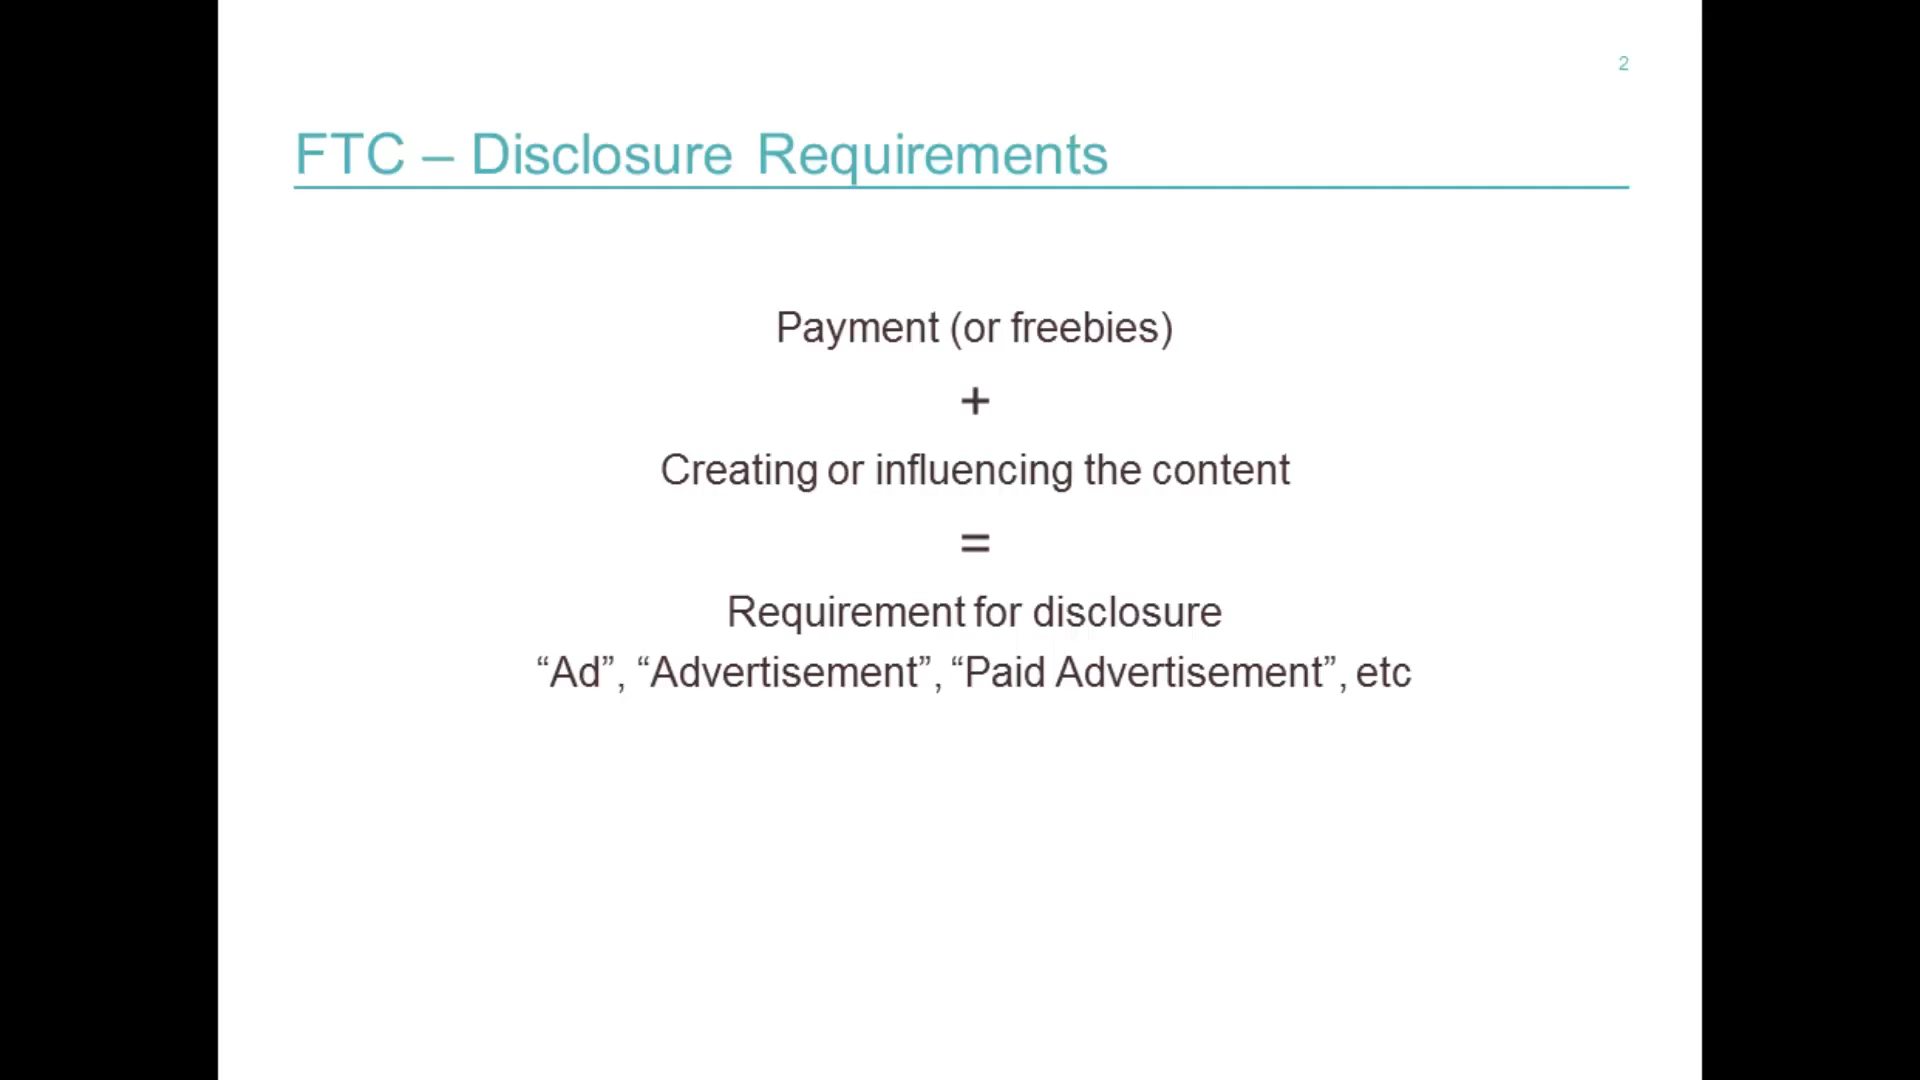 2
FTC – Disclosure Requirements
Payment (or freebies)
+
Creating or influencing the content
=
Requirement for disclosure
“Ad”, “Advertisement”, “Paid Advertisement”, etc